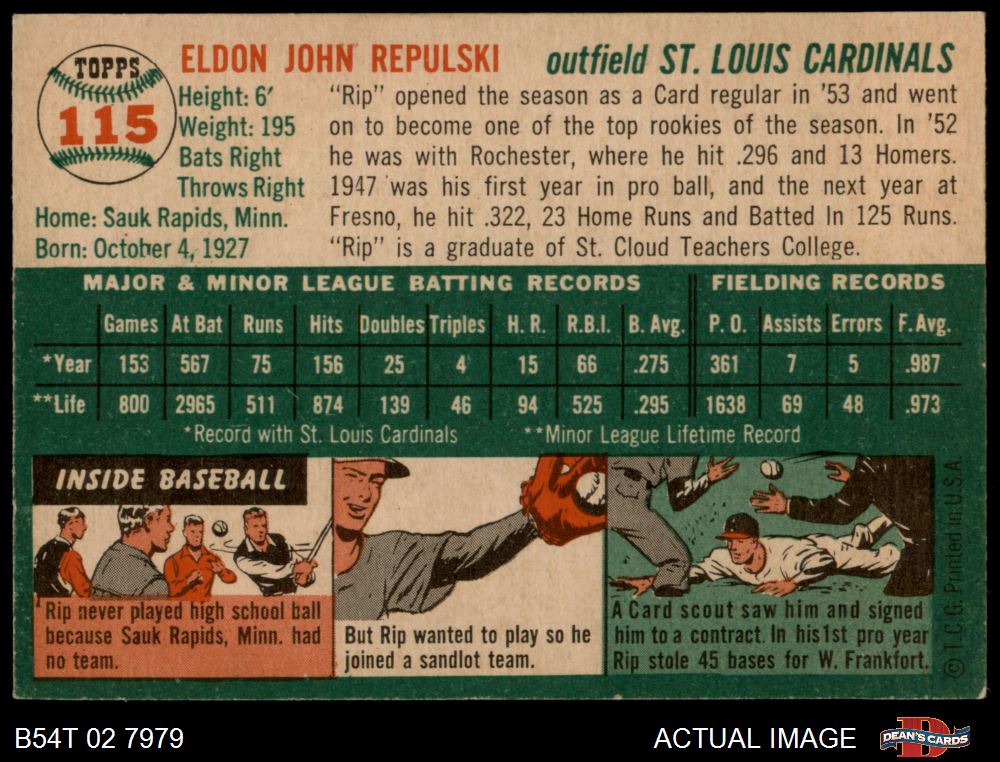 TOPPS
115
ELDON JOHN REPULSKI
outfield ST. LOUIS CARDINALS
Height: 6'
Weight: 195
Bats Right
Throws Right
Home: Sauk Rapids, Minn.
Born: October 4, 1927
"Rip" opened the season as a Card regular in '53 and went
on to become one of the top rookies of the season. In '52
he was with Rochester, where he hit .296 and 13 Homers.
1947 was his first year in pro ball, and the next year at
Fresno, he hit .322, 23 Home Runs and Batted In 125 Runs.
"Rip" is a graduate of St. Cloud Teachers College.
MAJOR & MINOR LEAGUE BATTING RECORDS FIELDING RECORDS
Games At Bat Runs Hits Doubles Triples H. R. R.B.I. B. Avg. P. O. Assists Errors F. Avg.
*Year 153 567 75 156 25 4 15 66 .275 361 7 5 .987
**Life 800 2965 511 874 139 46 94 525 .295 1638 69 48 .973
*Record with St. Louis Cardinals **Minor League Lifetime Record
INSIDE BASEBALL
Rip never played high school ball
because Sauk Rapids, Minn. had
no team.
But Rip wanted to play so he
joined a sandlot team.
A Card scout saw him and signed
him to a contract. In his 1st pro year
Rip stole 45 bases for W. Frankfort.
© T.C.G. Printed in U.S.A
B54T 02 7979
ACTUAL IMAGE
D
DEAN'S CARDS